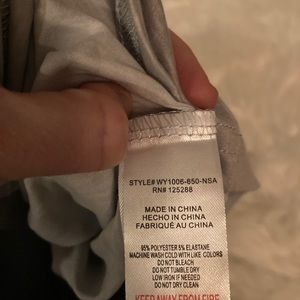 STYLE# WY1006-850-NSA
RN# 125288
MADE IN CHINA
HECHO EN CHINA
FABRIQUÉ AU CHINA
95% POLYESTER 5% ELASTANE
MACHINE WASH COLD WITH LIKE COLORS
DO NOT BLEACH
DO NOT TUMBLE DRY
LOW IRON IF NEEDED
DO NOT DRY CLEAN
KEEP AWAY FROM FIRE